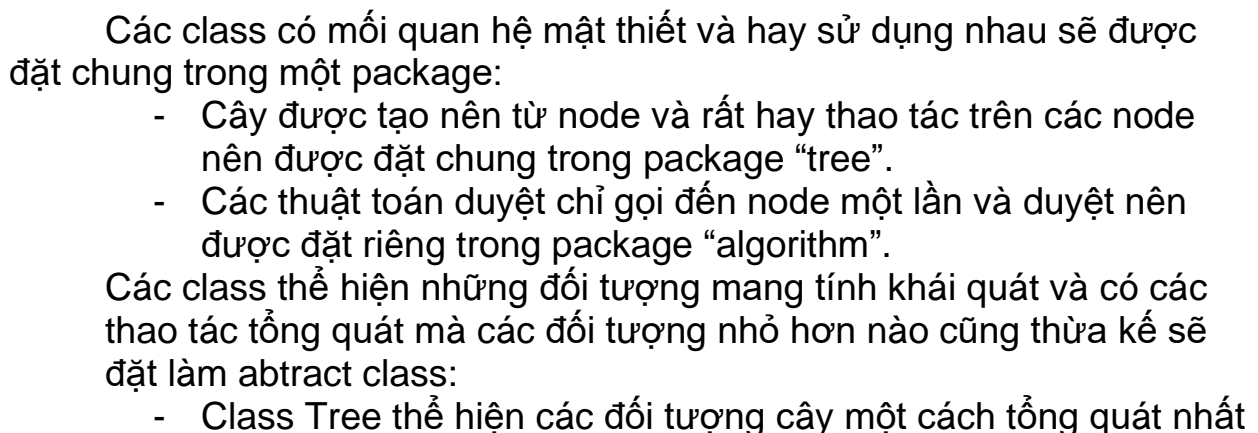 Các class có mối quan hệ mật thiết và hay sử dụng nhau sẽ được
đặt chung trong một package:
- Cây được tạo nên từ node và rất hay thao tác trên các node
nên được đặt chung trong package “tree”.
- Các thuật toán duyệt chỉ gọi đến node một lần và duyệt nên
được đặt riêng trong package “algorithm”.
Các class thể hiện những đối tượng mang tính khái quát và có các
thao tác tổng quát mà các đối tượng nhỏ hơn nào cũng thừa kế sẽ
đặt làm abtract class:
- Class Tree thể hiện các đối tượng cây một cách tổng quát nhất